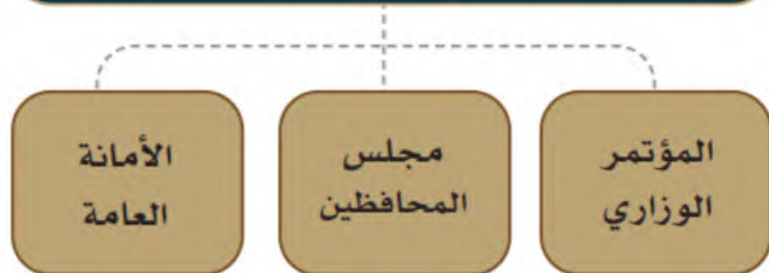 المؤتمر
الوزاري
مجلس
المحافظين
الأمانة
العامة